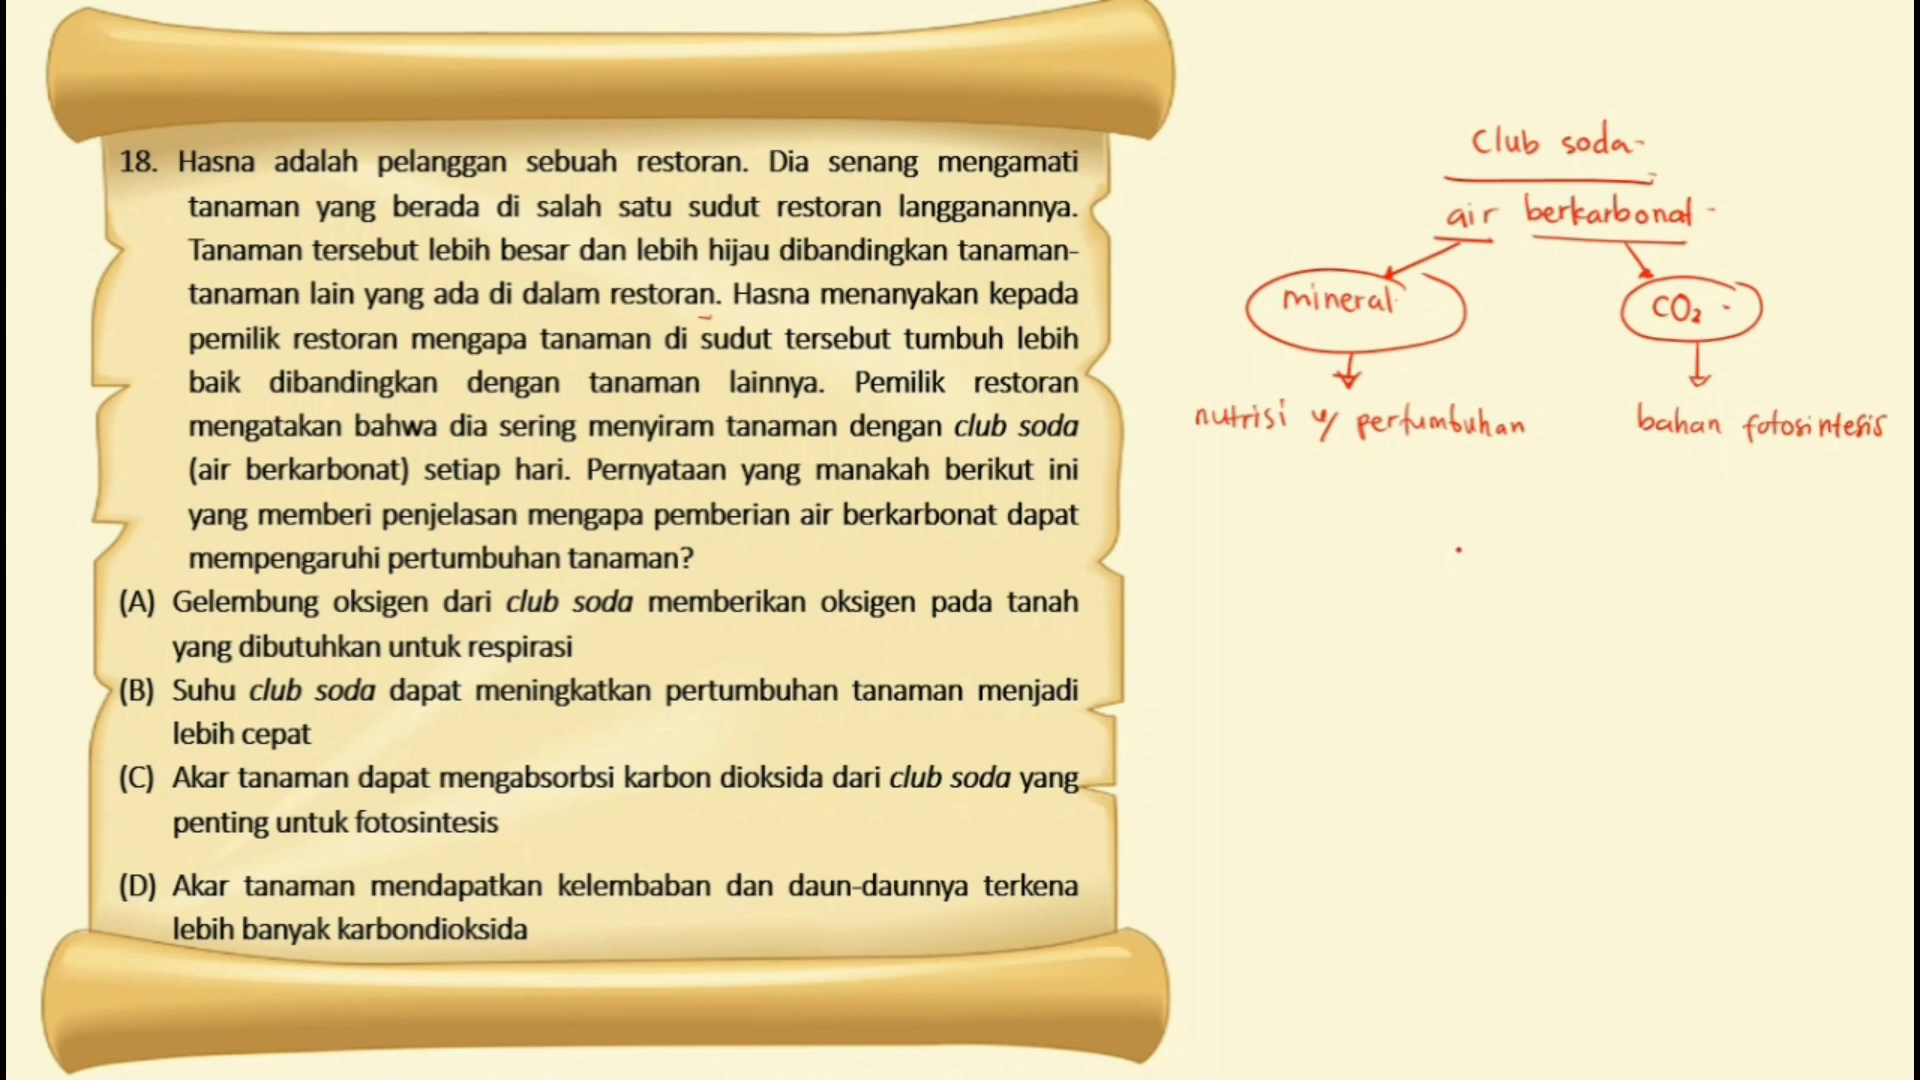 18. Hasna adalah pelanggan sebuah restoran. Dia senang mengamati
tanaman yang berada di salah satu sudut restoran langganannya.
Tanaman tersebut lebih besar dan lebih hijau dibandingkan tanaman-
tanaman lain yang ada di dalam restoran. Hasna menanyakan kepada
pemilik restoran mengapa tanaman di sudut tersebut tumbuh lebih
baik dibandingkan dengan tanaman lainnya. Pemilik restoran
mengatakan bahwa dia sering menyiram tanaman dengan club soda
(air berkarbonat) setiap hari. Pernyataan yang manakah berikut ini
yang memberi penjelasan mengapa pemberian air berkarbonat dapat
mempengaruhi pertumbuhan tanaman?
(A) Gelembung oksigen dari club soda memberikan oksigen pada tanah
yang dibutuhkan untuk respirasi
(B) Suhu club soda dapat meningkatkan pertumbuhan tanaman menjadi
lebih cepat
(C) Akar tanaman dapat mengabsorbsi karbon dioksida dari club soda yang
penting untuk fotosintesis
(D) Akar tanaman mendapatkan kelembaban dan daun-daunnya terkena
lebih banyak karbondioksida
Club soda
air berkarbonat
mineral
CO₂
nutrisi u/ pertumbuhan
bahan fotosintesis